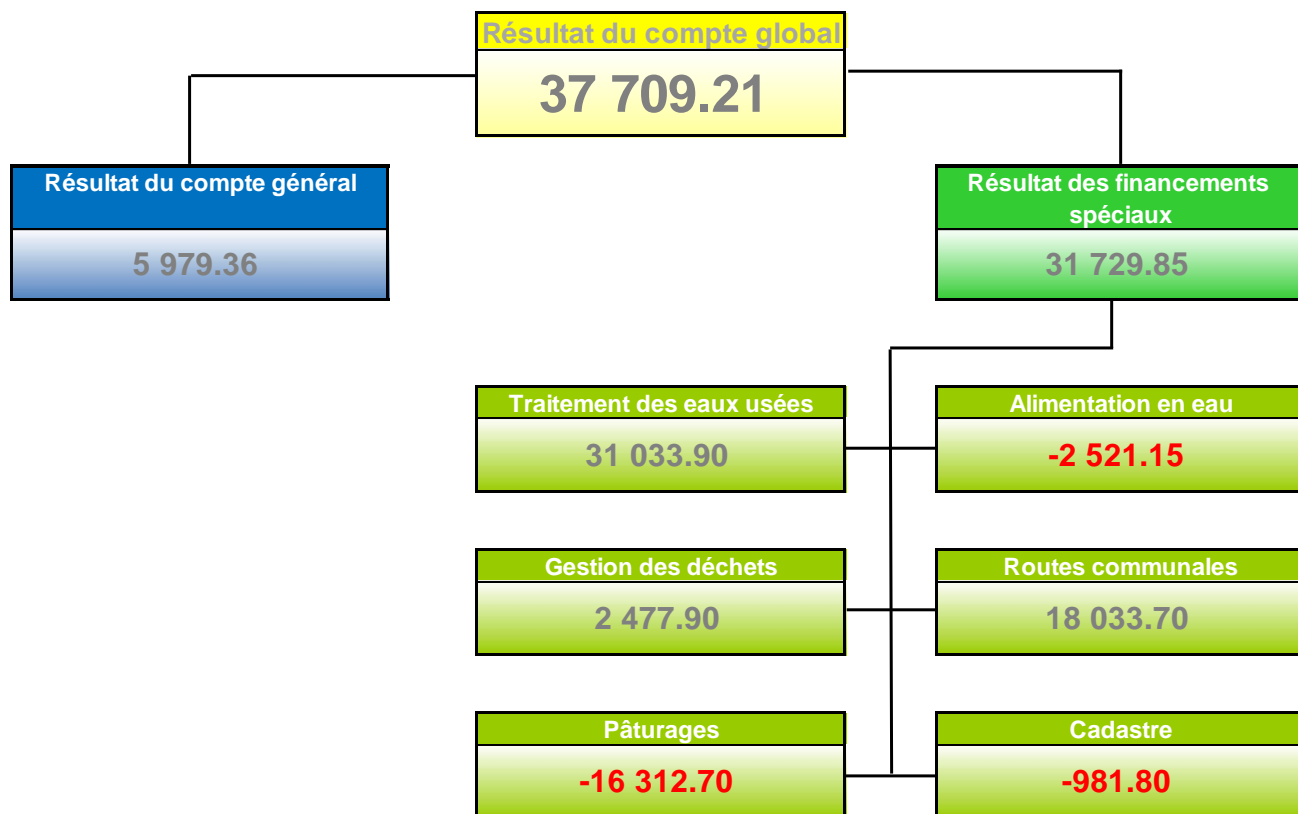 Résultat du compte global
37 709.21
Résultat du compte général
5 979.36
Résultat des financements
spéciaux
31 729.85
Traitement des eaux usées
31 033.90
Alimentation en eau
-2 521.15
Gestion des déchets
2 477.90
Routes communales
18 033.70
Pâturages
-16 312.70
Cadastre
-981.80